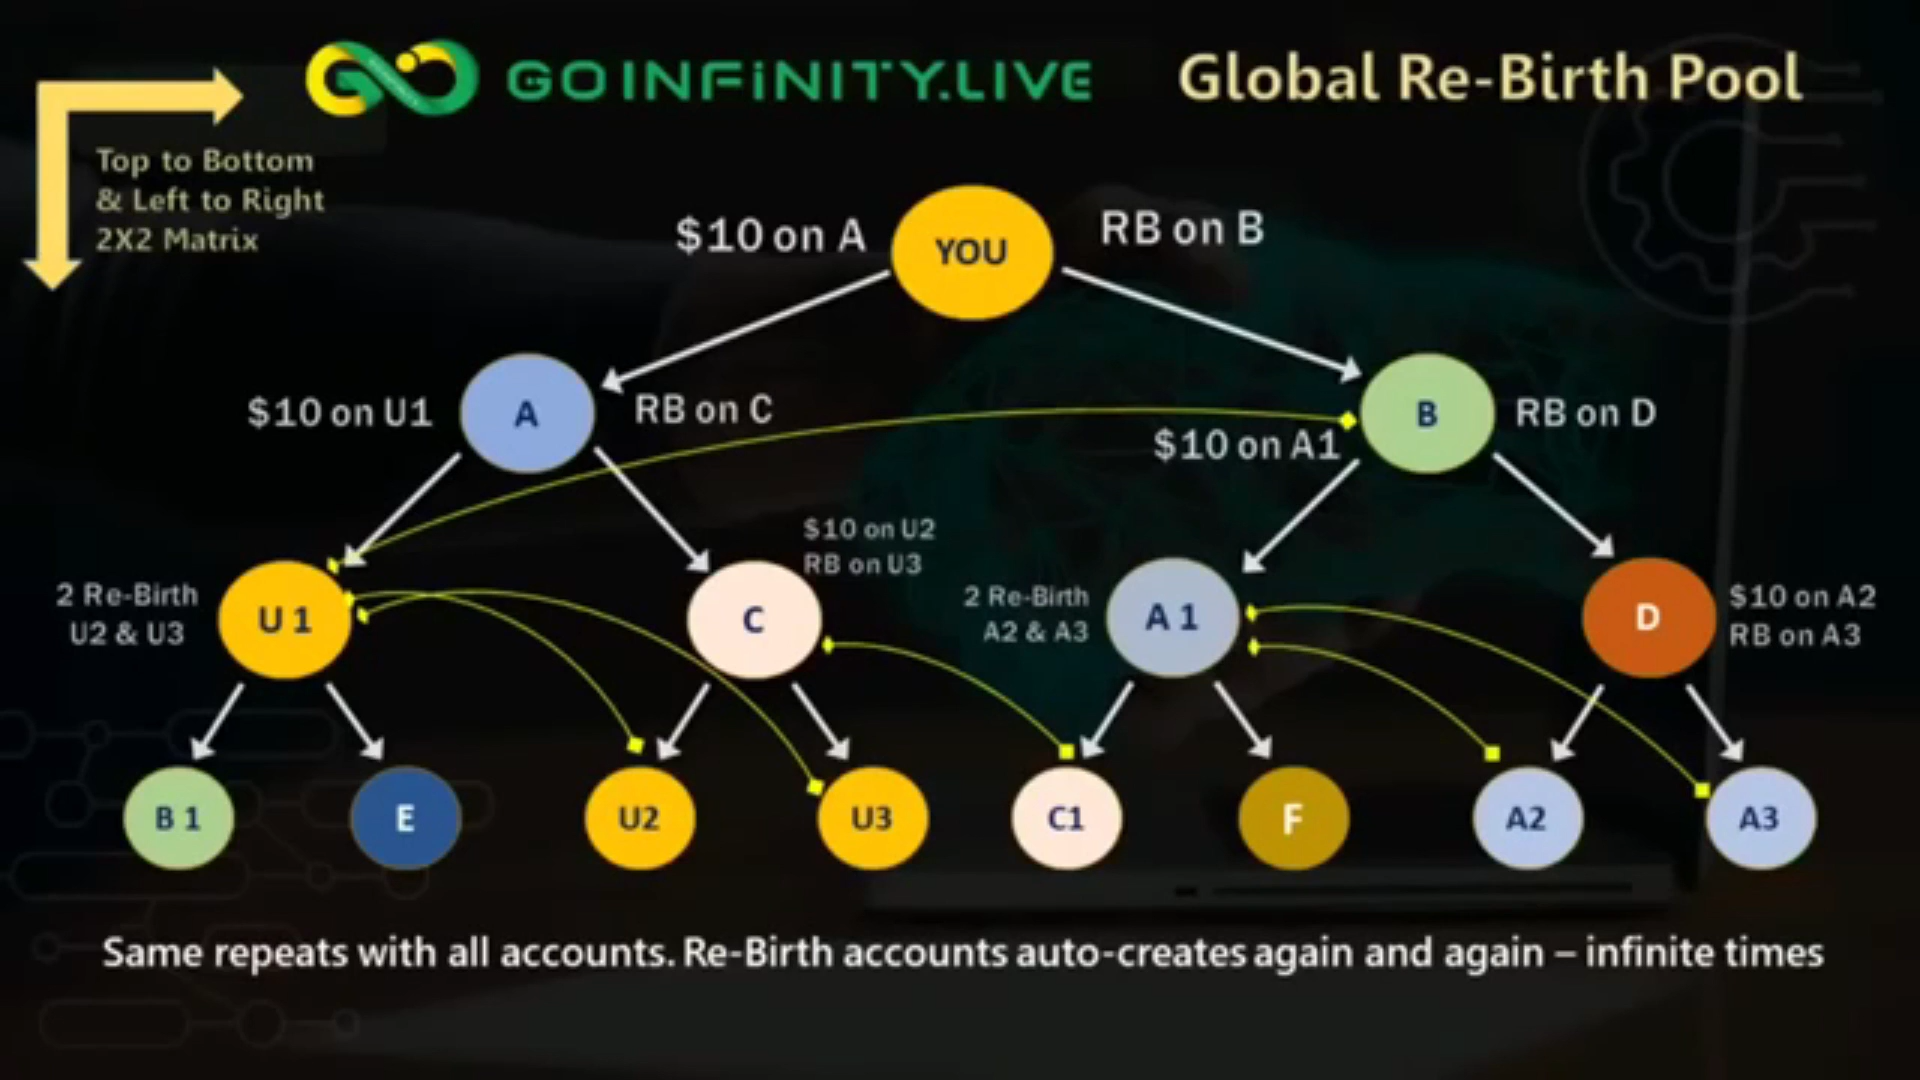 GOINFiNiTY.LIVE
Global Re-Birth Pool
Top to Bottom
& Left to Right
2X2 Matrix
$10 on A
YOU
RB on B
$10 on U1
A
RB on C
$10 on A1
B
RB on D
2 Re-Birth
U2 & U3
U 1
C
$10 on U2
RB on U3
2 Re-Birth
A2 & A3
A 1
D
$10 on A2
RB on A3
B 1
E
U2
U3
C1
F
A2
A3
Same repeats with all accounts. Re-Birth accounts auto-creates again and again – infinite times